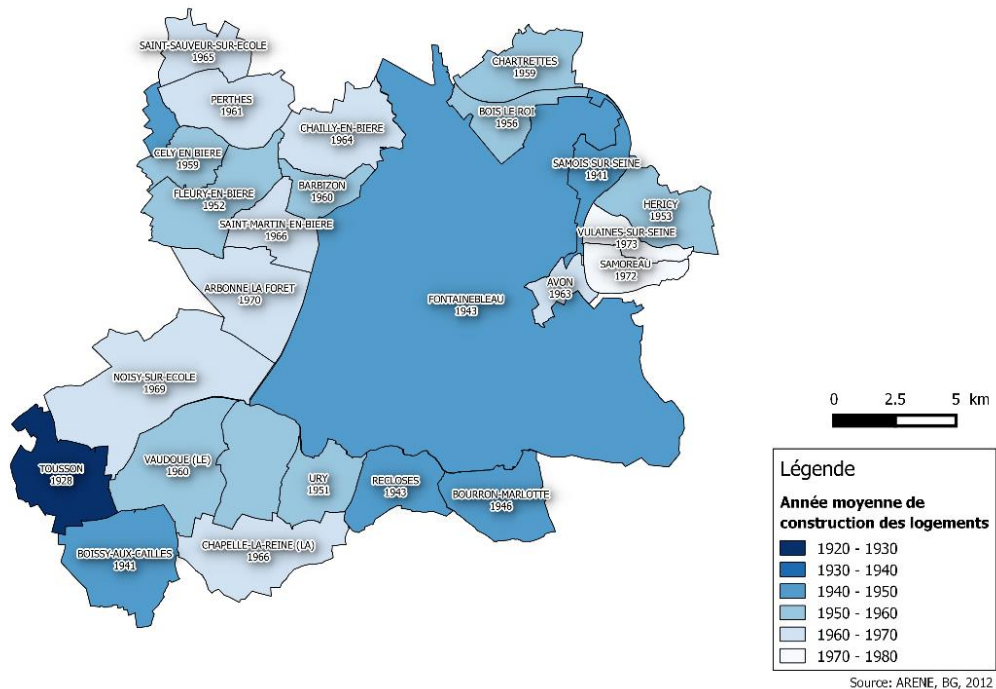 SAINT-SAUVEUR-SUR-ECOLE
1965
PERTHES
1961
CHAILLY-EN-BIERE
1964
CHARTRETTES
1959
BOIS LE ROI
1956
CELY EN BIERE
1959
SAMOIS-SUR-SEINE
1941
FLEURY-EN-BIERE
1952
BARBIZON
1960
HERICY
1953
SAINT-MARTIN-EN-BIERE
1966
VULAINES-SUR-SEINE
1973
SAMOREAU
1972
ARBONNE LA FORET
1970
AVON
1963
FONTAINEBLEAU
1943
NOISY-SUR-ECOLE
1969
TOUSSON
1928
VAUDOUE (LE)
1960
URY
1951
RECLOSES
1943
BOURRON-MARLOTTE
1946
BOISSY-AUX-CAILLES
1941
CHAPELLE-LA-REINE (LA)
1966
0 2.5 5 km
Légende
Année moyenne de
construction des logements
1920 - 1930
1930 - 1940
1940 - 1950
1950 - 1960
1960 - 1970
1970 - 1980
Source: ARENE, BG, 2012